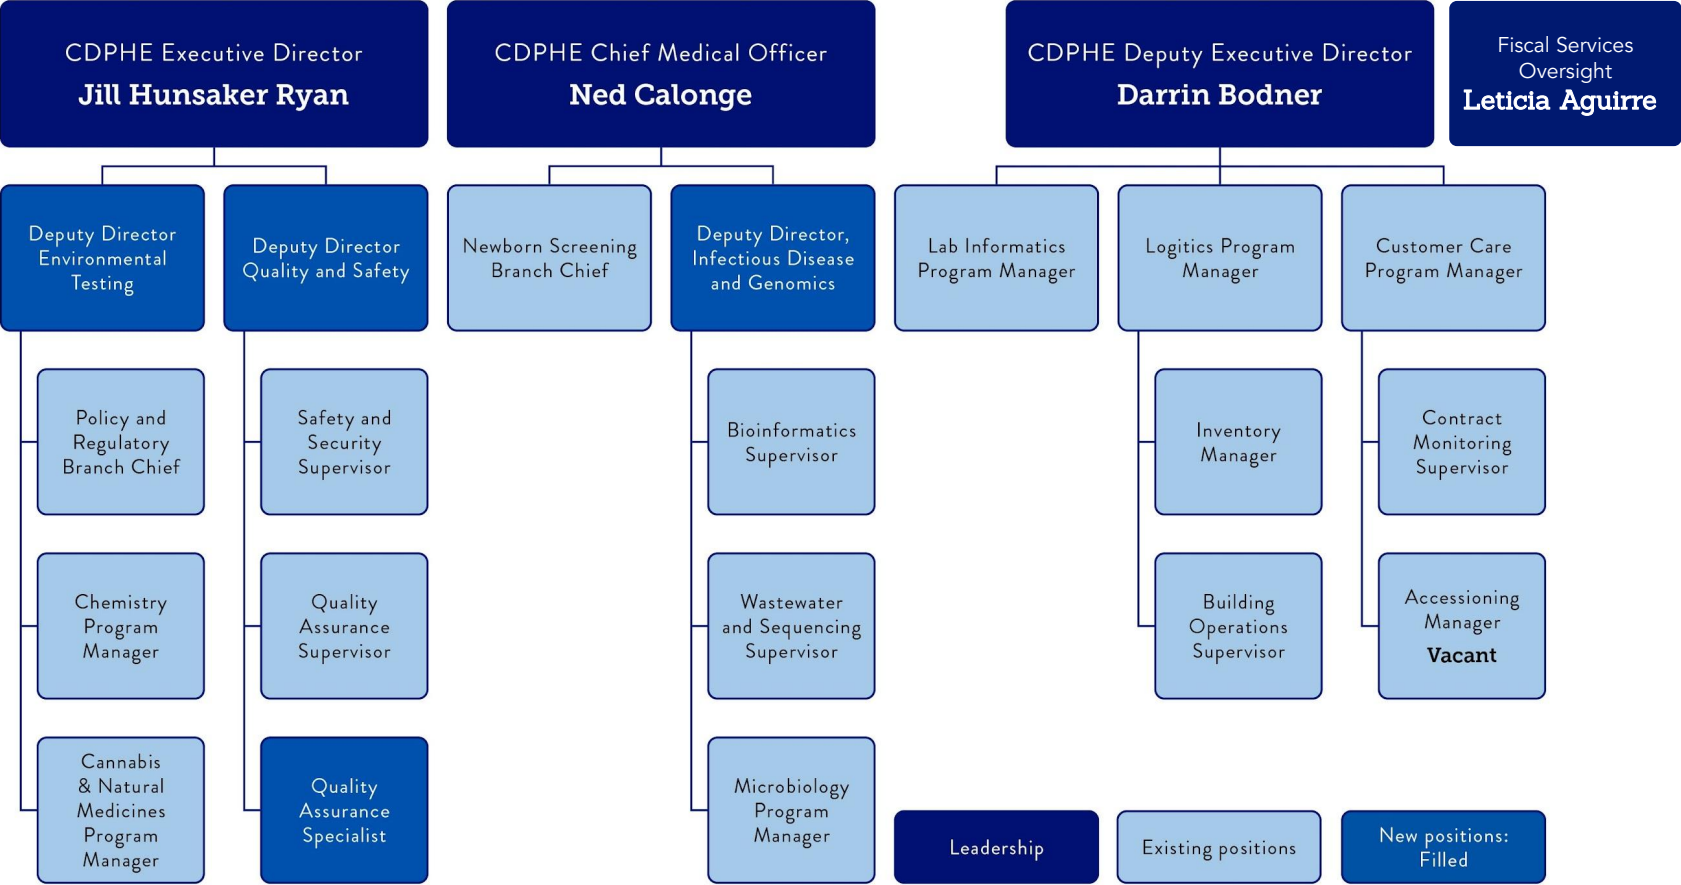 CDPHE Executive Director
Jill Hunsaker Ryan
CDPHE Chief Medical Officer
Ned Calonge
CDPHE Deputy Executive Director
Darrin Bodner
Fiscal Services
Oversight
Leticia Aguirre
Deputy Director
Environmental
Testing
Deputy Director
Quality and Safety
Newborn Screening
Branch Chief
Deputy Director,
Infectious Disease
and Genomics
Lab Informatics
Program Manager
Logitics Program
Manager
Customer Care
Program Manager
Policy and
Regulatory
Branch Chief
Safety and
Security
Supervisor
Bioinformatics
Supervisor
Inventory
Manager
Contract
Monitoring
Supervisor
Chemistry
Program
Manager
Quality
Assurance
Supervisor
Wastewater
and Sequencing
Supervisor
Building
Operations
Supervisor
Accessioning
Manager
Vacant
Cannabis
& Natural
Medicines
Program
Manager
Quality
Assurance
Specialist
Microbiology
Program
Manager
Leadership
Existing positions
New positions:
Filled